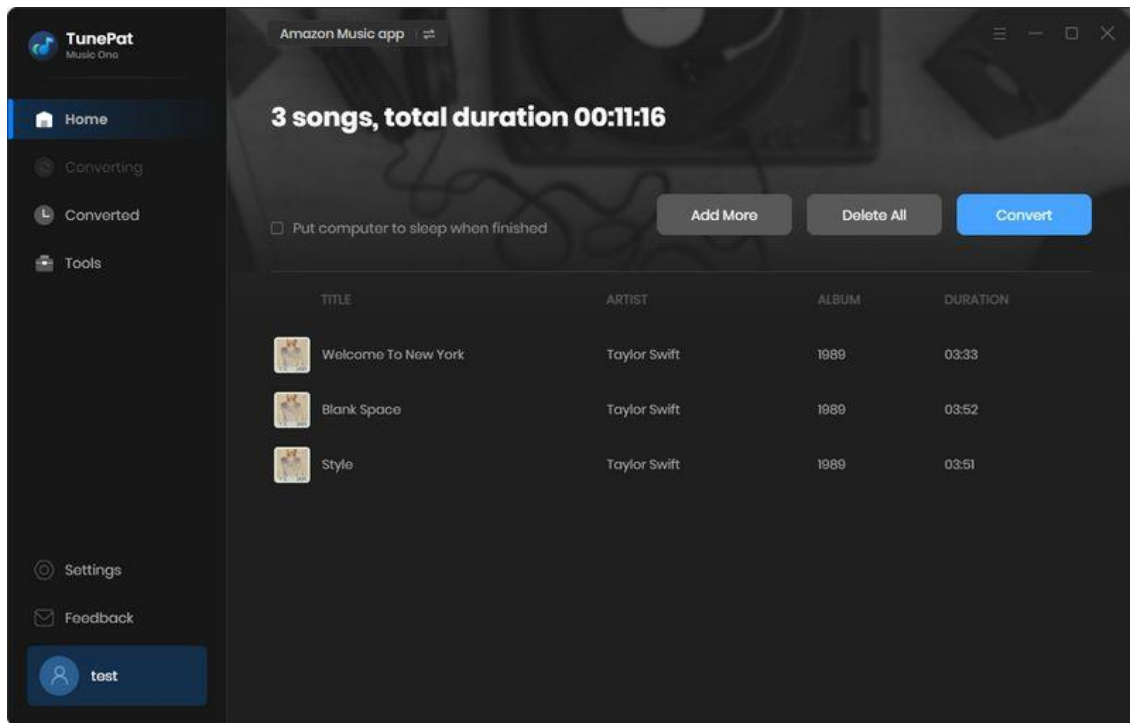 TunePat
Music One
Home
Converting
Converted
Tools
Settings
Feedback
test
Amazon Music app
3 songs, total duration 00:11:16
Put computer to sleep when finished
Add More
Delete All
Convert
TITLE ARTIST ALBUM DURATION
Welcome To New York Taylor Swift 1989 03:33
Blank Space Taylor Swift 1989 03:52
Style Taylor Swift 1989 03:51